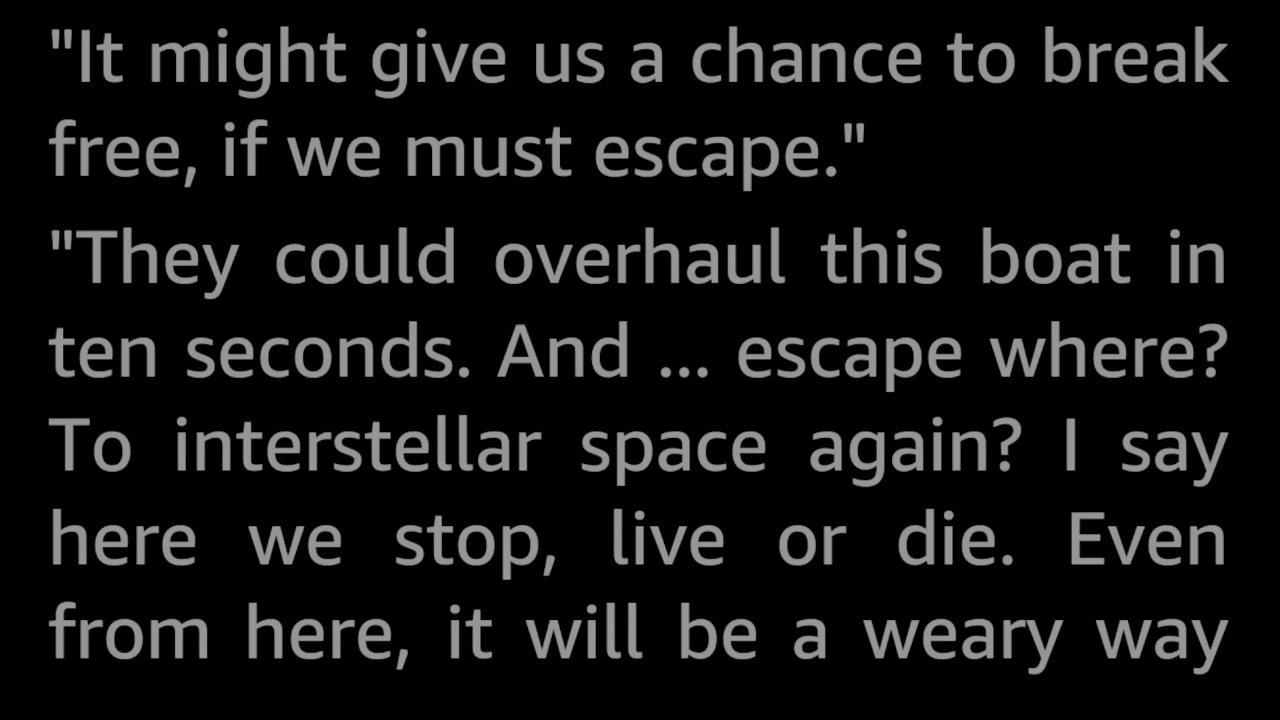 "It might give us a chance to break
free, if we must escape."
"They could overhaul this boat in
ten seconds. And ... escape where?
To interstellar space again? I say
here we stop, live or die. Even
from here, it will be a weary way